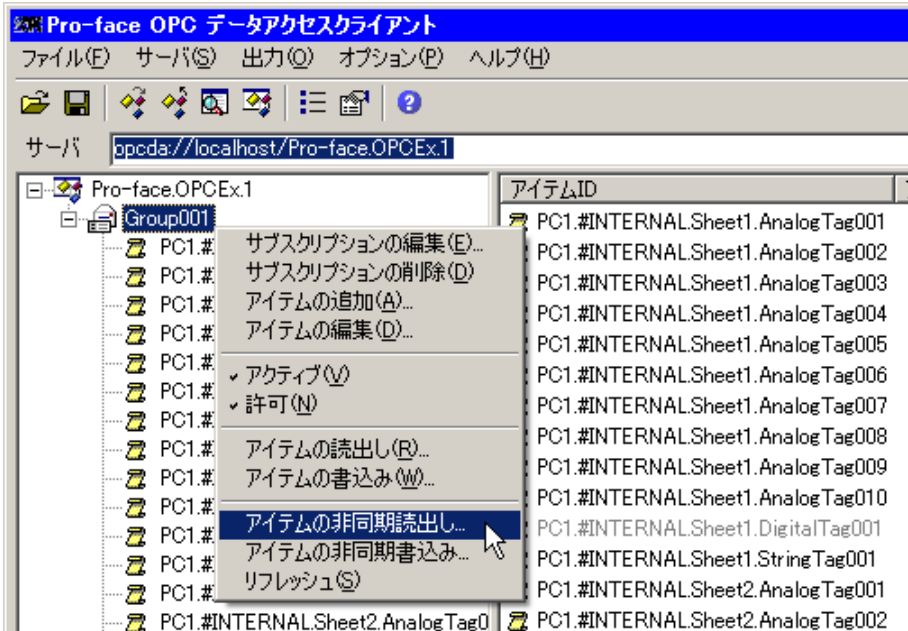 Pro-face OPC データアクセスクライアント
ファイル(F) サーバ(S) 出力(O) オプション(P) ヘルプ(H)
サーバ opcda://localhost/Pro-face.OPCEx.1
Pro-face.OPCEx.1
Group001
PC1.#
PC1.#
PC1.#
PC1.#
PC1.#
PC1.#
PC1.#
PC1.#
PC1.#
PC1.#
PC1.#
PC1.#
PC1.#
PC1.#INTERNAL.Sheet2.AnalogTag0
サブスクリプションの編集(E)...
サブスクリプションの削除(D)
アイテムの追加(A)...
アイテムの編集(D)...
アクティブ(V)
許可(N)
アイテムの読出し(R)...
アイテムの書込み(W)...
アイテムの非同期読出し...
アイテムの非同期書込み...
リフレッシュ(S)
アイテムID
PC1.#INTERNAL.Sheet1.AnalogTag001
PC1.#INTERNAL.Sheet1.AnalogTag002
PC1.#INTERNAL.Sheet1.AnalogTag003
PC1.#INTERNAL.Sheet1.AnalogTag004
PC1.#INTERNAL.Sheet1.AnalogTag005
PC1.#INTERNAL.Sheet1.AnalogTag006
PC1.#INTERNAL.Sheet1.AnalogTag007
PC1.#INTERNAL.Sheet1.AnalogTag008
PC1.#INTERNAL.Sheet1.AnalogTag009
PC1.#INTERNAL.Sheet1.AnalogTag010
PC1.#INTERNAL.Sheet1.DigitalTag001
PC1.#INTERNAL.Sheet1.StringTag001
PC1.#INTERNAL.Sheet2.AnalogTag001
PC1.#INTERNAL.Sheet2.AnalogTag002